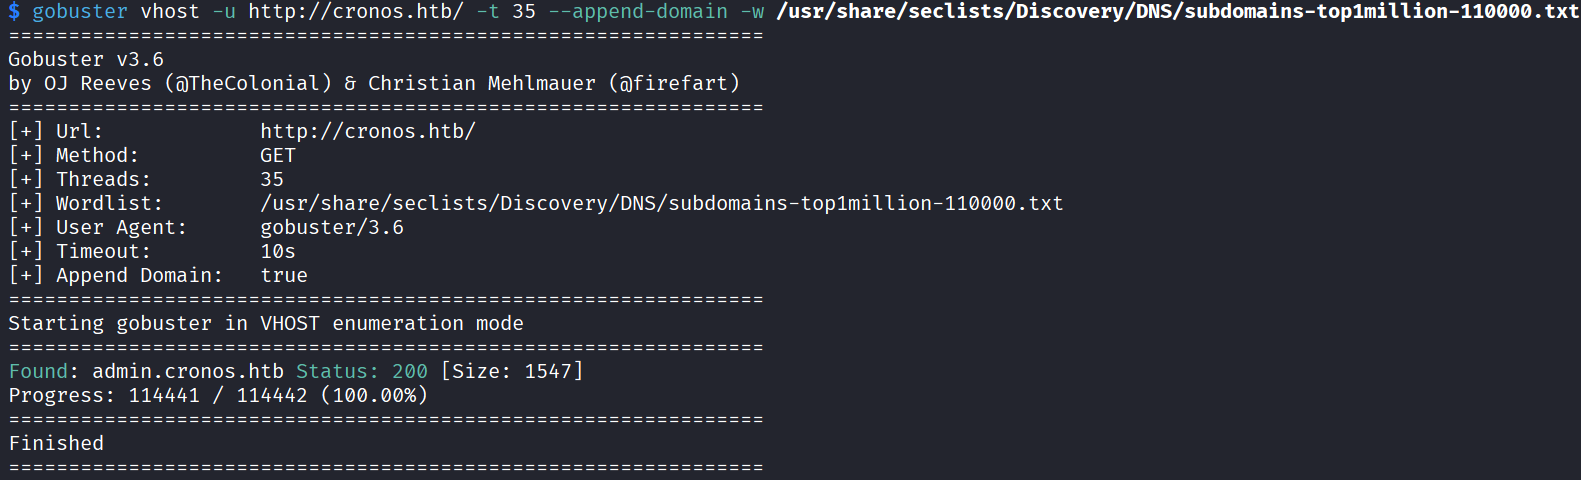 $ gobuster vhost -u http://cronos.htb/ -t 35 --append-domain -w /usr/share/seclists/Discovery/DNS/subdomains-top1million-110000.txt
===============================================================
Gobuster v3.6
by OJ Reeves (@TheColonial) & Christian Mehlmauer (@firefart)
===============================================================
[+] Url:             http://cronos.htb/
[+] Method:          GET
[+] Threads:         35
[+] Wordlist:        /usr/share/seclists/Discovery/DNS/subdomains-top1million-110000.txt
[+] User Agent:      gobuster/3.6
[+] Timeout:         10s
[+] Append Domain:   true
===============================================================
Starting gobuster in VHOST enumeration mode
===============================================================
Found: admin.cronos.htb Status: 200 [Size: 1547]
Progress: 114441 / 114442 (100.00%)
===============================================================
Finished
===============================================================